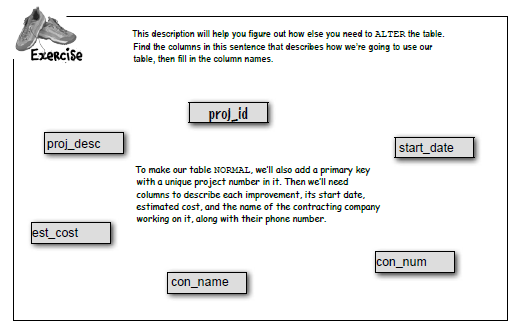 This description will help you figure out how else you need to ALTER the table.
Find the columns in this sentence that describes how we're going to use our
table, then fill in the column names.
Exercise
proj_id
proj_desc
start_date
To make our table NORMAL, we'll also add a primary key
with a unique project number in it. Then we'll need
columns to describe each improvement, its start date,
estimated cost, and the name of the contracting company
working on it, along with their phone number.
est_cost
con_num
con_name